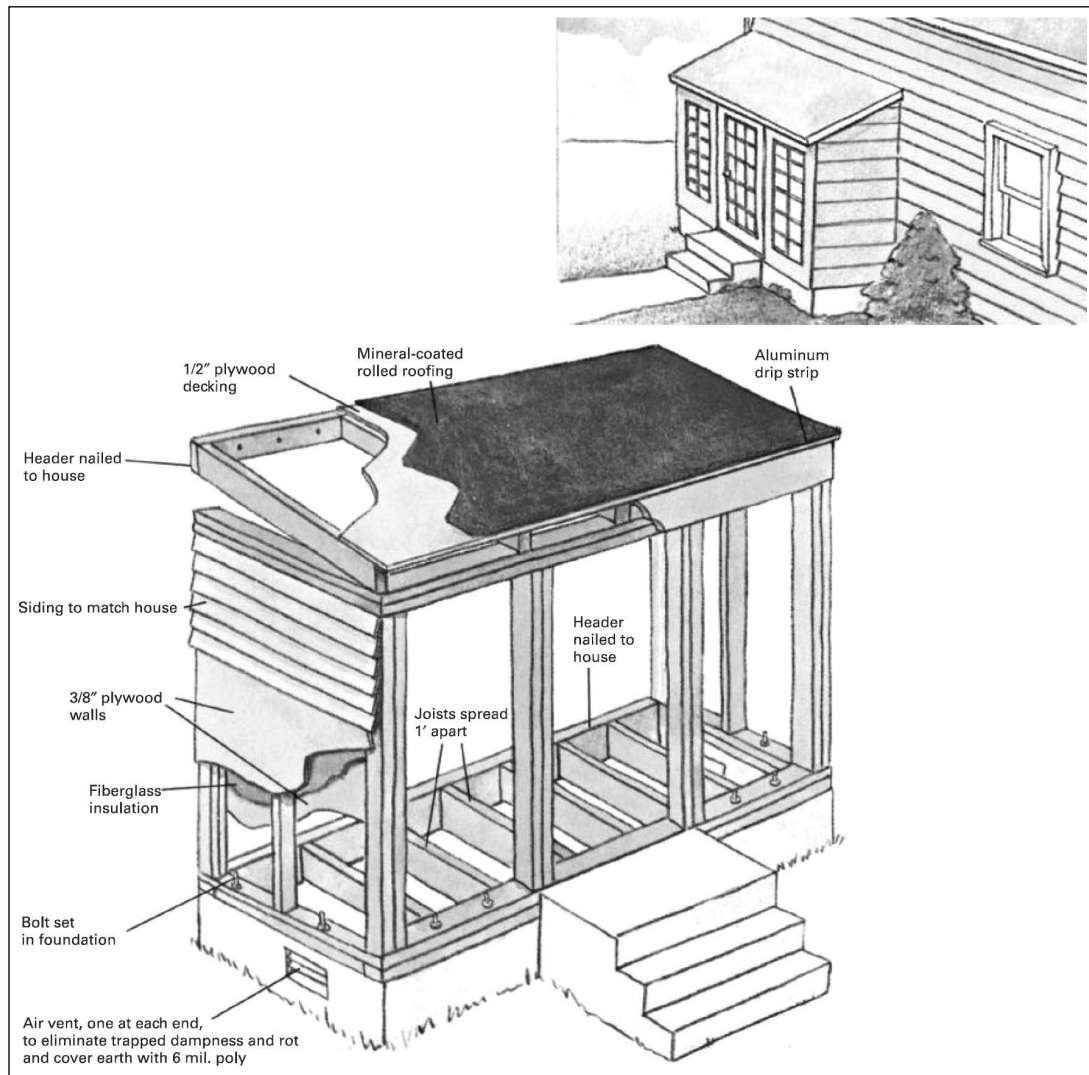 1/2″ plywood
decking
Mineral-coated
rolled roofing
Aluminum
drip strip
Header nailed
to house
Siding to match house
Header
nailed to
house
3/8″ plywood
walls
Joists spread
1′ apart
Fiberglass
insulation
Bolt set
in foundation
Air vent, one at each end,
to eliminate trapped dampness and rot
and cover earth with 6 mil. poly